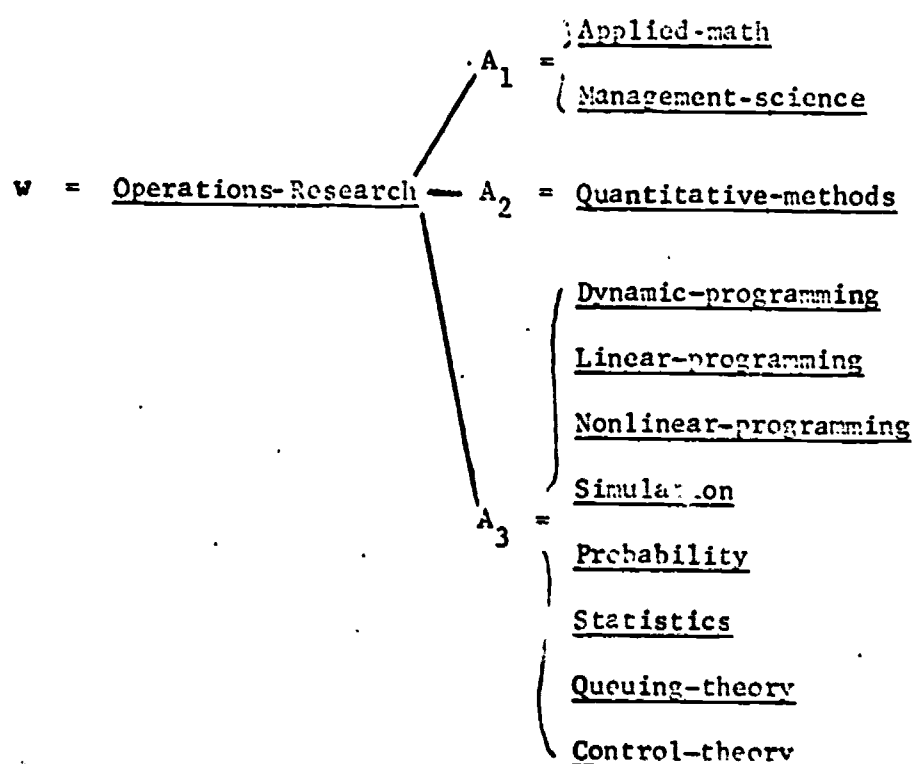 Applied-math
A1 =
Management-science
w = Operations-Research — A2 = Quantitative-methods
Dynamic-programming
Linear-programming
Nonlinear-programming
Simulation
A3 =
Probability
Statistics
Queuing-theory
Control-theory